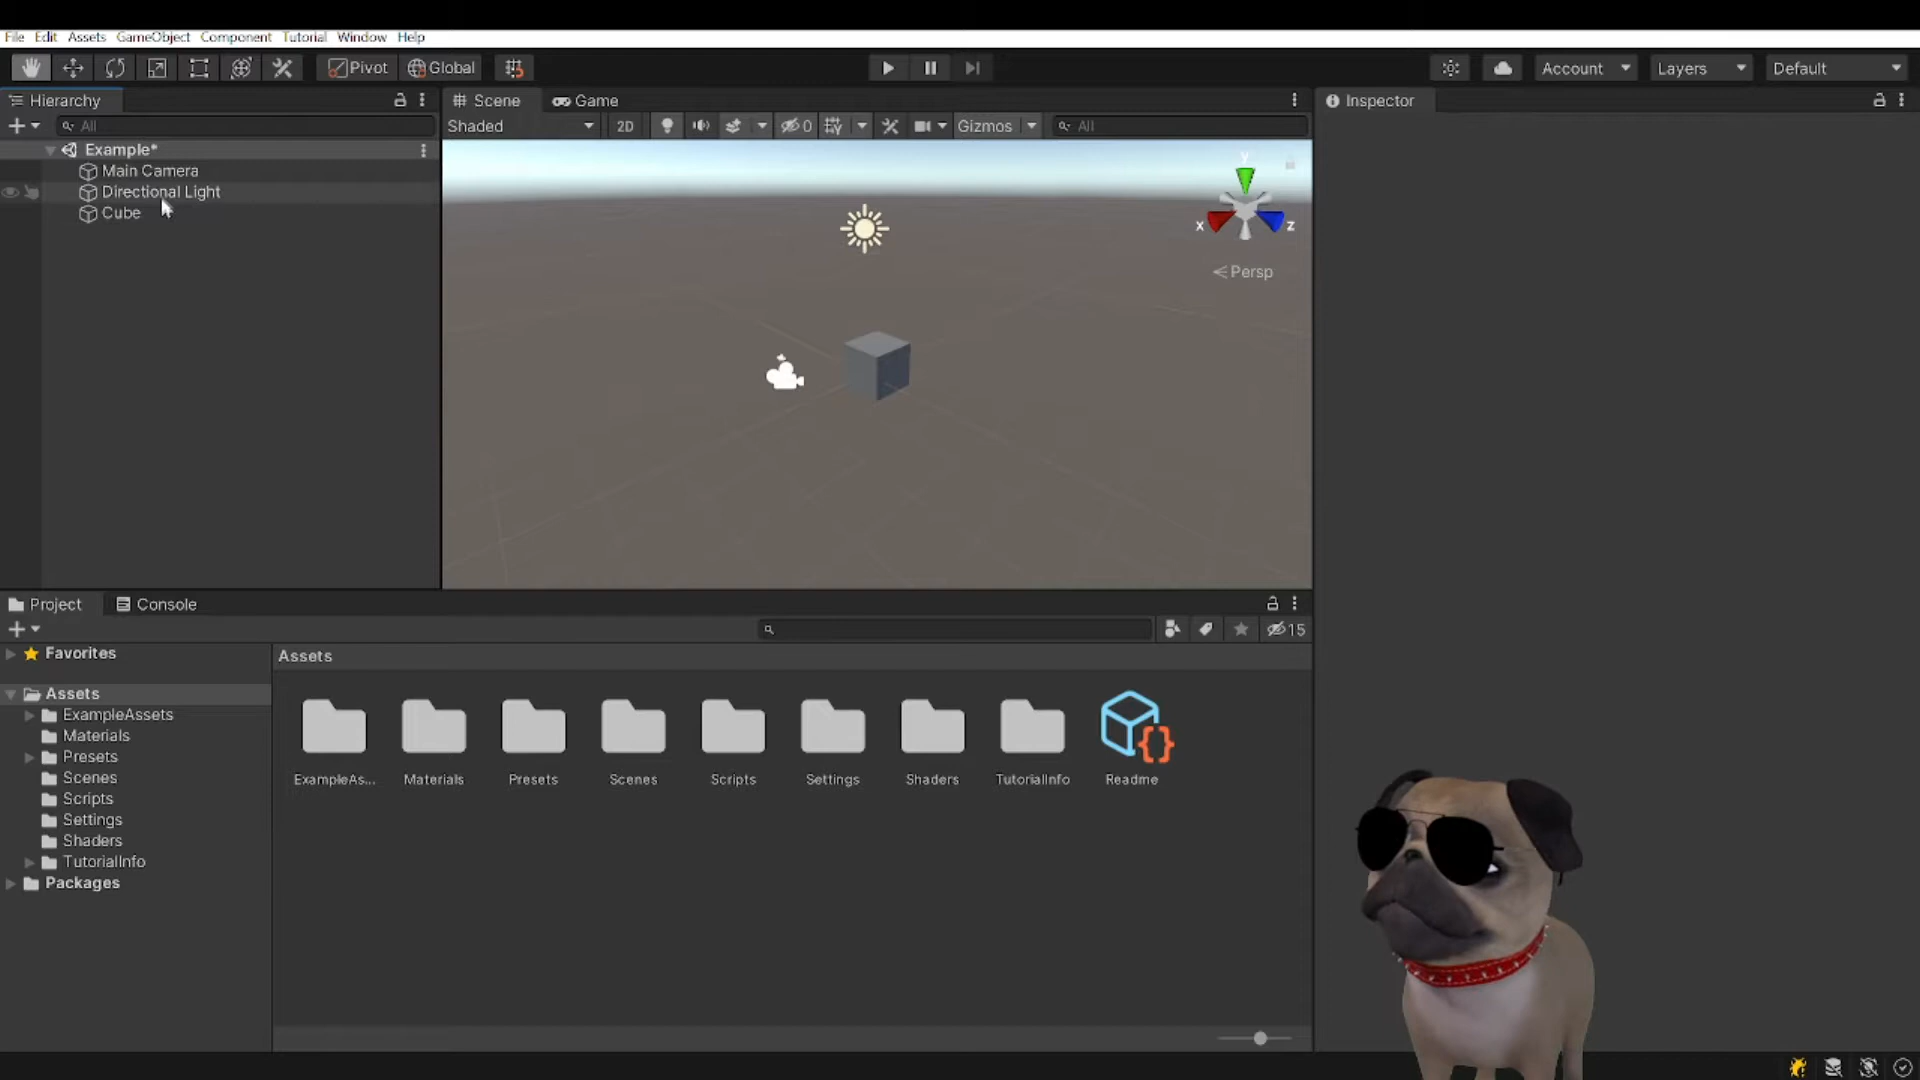 File Edit Assets GameObject Component Tutorial Window Help
Pivot Global Account Layers Default
Hierarchy
All
Example*
Main Camera
Directional Light
Cube
Scene Game
Shaded 2D 0 Gizmos All
y
x z
Persp
Inspector
Project Console
15
Favorites
Assets
ExampleAssets
Materials
Presets
Scenes
Scripts
Settings
Shaders
TutorialInfo
Packages
Assets
ExampleAs... Materials Presets Scenes Scripts Settings Shaders TutorialInfo Readme